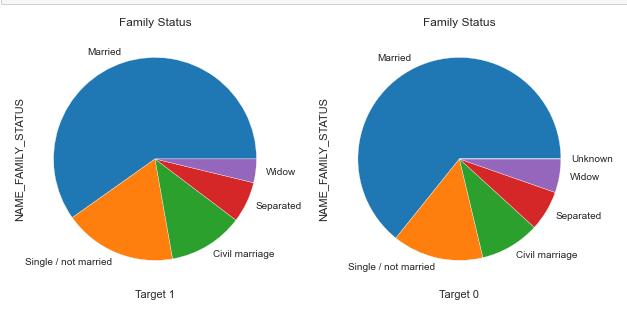 Family Status
Married
NAME_FAMILY_STATUS
Widow
Separated
Civil marriage
Single / not married
Target 1
Family Status
Married
NAME_FAMILY_STATUS
Unknown
Widow
Separated
Civil marriage
Single / not married
Target 0